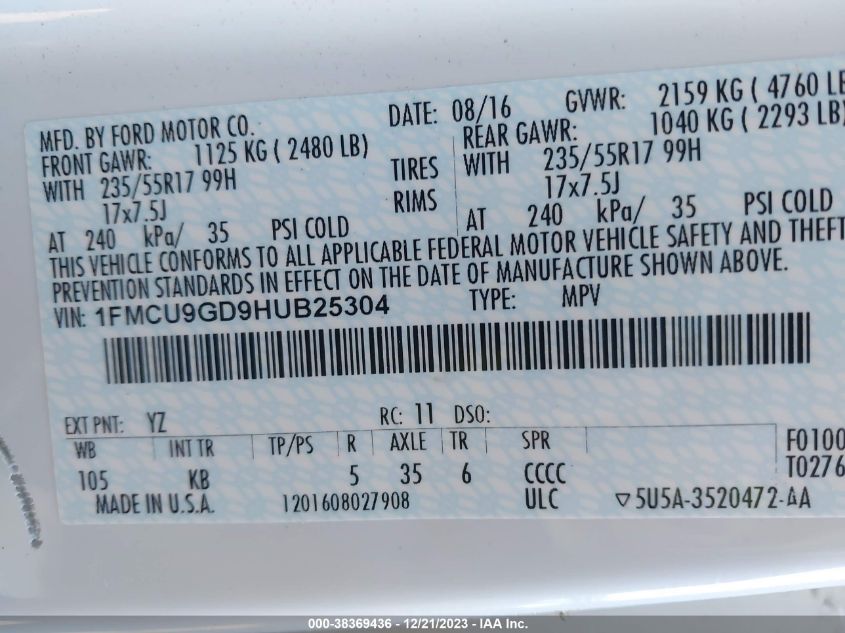 MFD. BY FORD MOTOR CO. DATE: 08/16 GVWR: 2159 KG ( 4760 LB
FRONT GAWR: 1125 KG ( 2480 LB) REAR GAWR: 1040 KG ( 2293 LB)
WITH 235/55R17 99H TIRES WITH 235/55R17 99H
17x7.5J RIMS 17x7.5J
AT 240 kPa/ 35 PSI COLD AT 240 kPa/ 35 PSI COLD
THIS VEHICLE CONFORMS TO ALL APPLICABLE FEDERAL MOTOR VEHICLE SAFETY AND THEFT
PREVENTION STANDARDS IN EFFECT ON THE DATE OF MANUFACTURE SHOWN ABOVE.
VIN: 1FMCU9GD9HUB25304 TYPE: MPV
EXT PNT: YZ RC: 11 DSO:
WB INT TR TP/PS R AXLE TR SPR F0100
105 KB 5 35 6 CCCC T0276
MADE IN U.S.A. 1201608027908 ULC ▽5U5A-3520472-AA
000-38369436 - 12/21/2023 - IAA Inc.